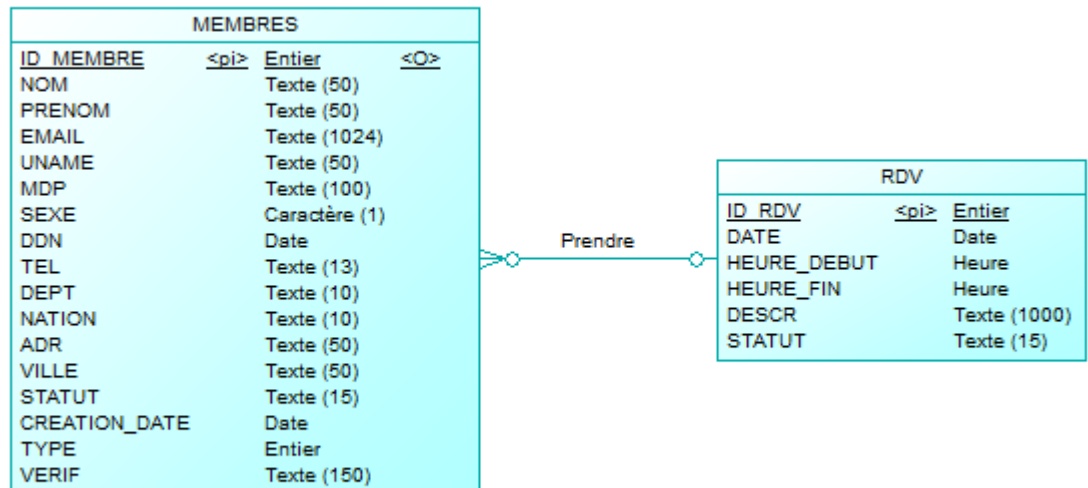 MEMBRES
ID_MEMBRE <pi> Entier <O>
NOM Texte (50)
PRENOM Texte (50)
EMAIL Texte (1024)
UNAME Texte (50)
MDP Texte (100)
SEXE Caractère (1)
DDN Date
TEL Texte (13)
DEPT Texte (10)
NATION Texte (10)
ADR Texte (50)
VILLE Texte (50)
STATUT Texte (15)
CREATION_DATE Date
TYPE Entier
VERIF Texte (150)
Prendre
RDV
ID_RDV <pi> Entier
DATE Date
HEURE_DEBUT Heure
HEURE_FIN Heure
DESCR Texte (1000)
STATUT Texte (15)